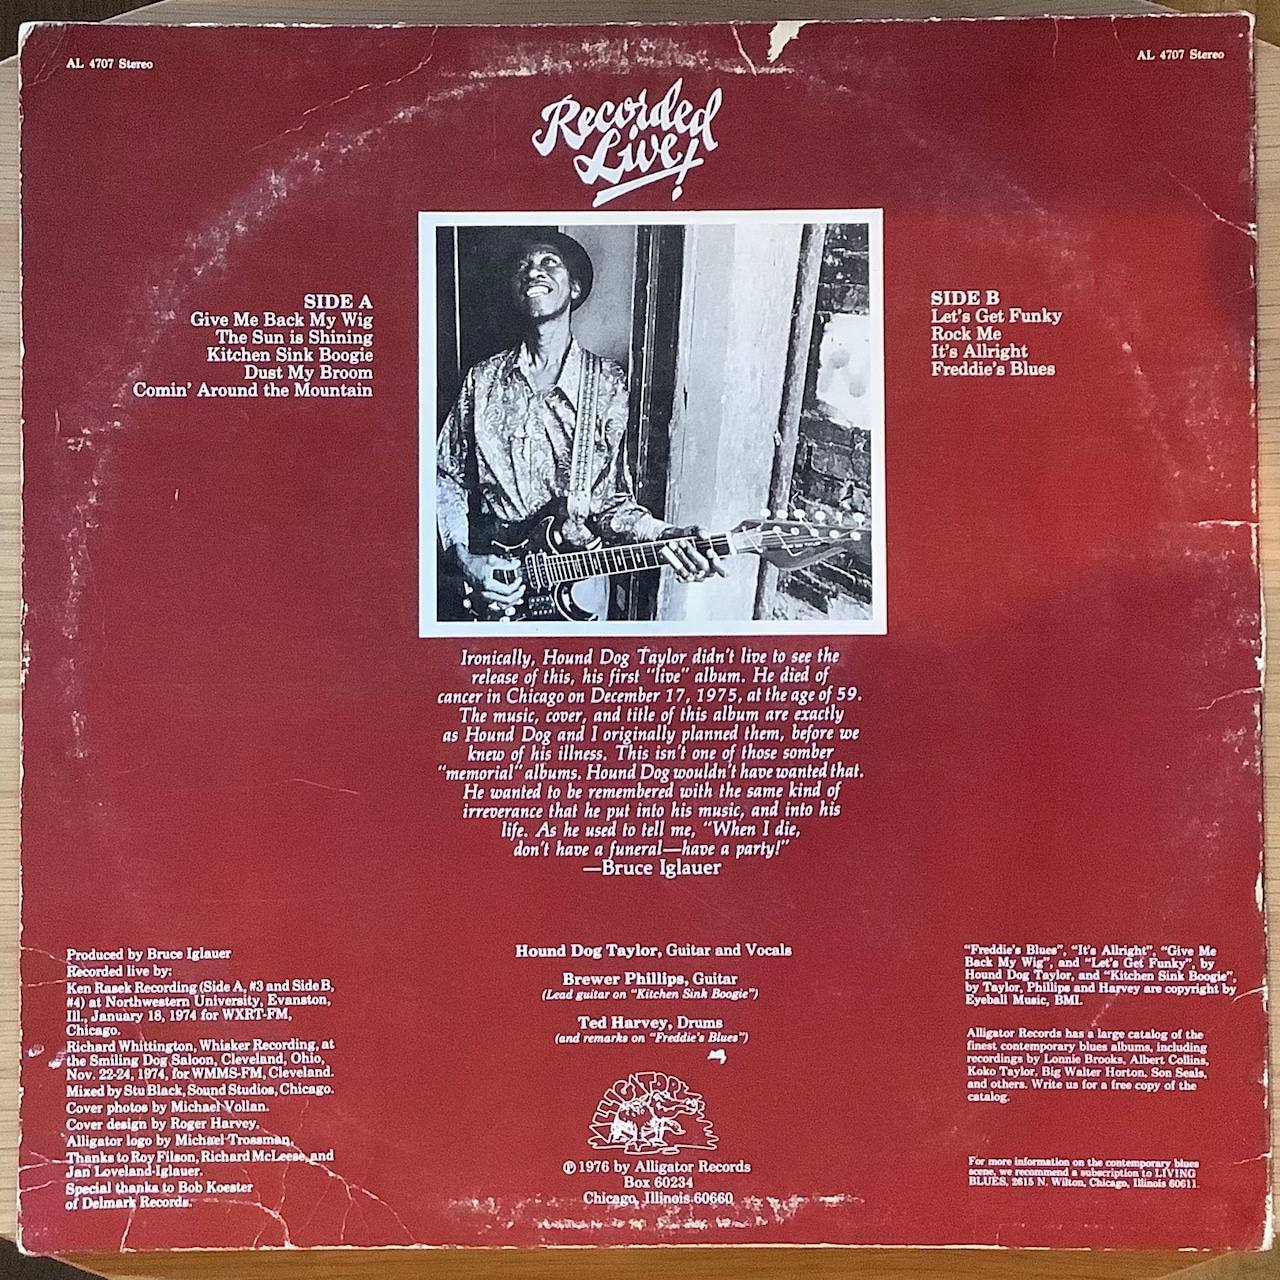 AL 4707 Stereo
AL 4707 Stereo
Recorded
Live!
SIDE A
Give Me Back My Wig
The Sun is Shining
Kitchen Sink Boogie
Dust My Broom
Comin' Around the Mountain
SIDE B
Let's Get Funky
Rock Me
It's Allright
Freddie's Blues
Ironically, Hound Dog Taylor didn't live to see the
release of this, his first "live" album. He died of
cancer in Chicago on December 17, 1975, at the age of 59.
The music, cover, and title of this album are exactly
as Hound Dog and I originally planned them, before we
knew of his illness. This isn't one of those somber
"memorial" albums. Hound Dog wouldn't have wanted that.
He wanted to be remembered with the same kind of
irreverance that he put into his music, and into his
life. As he used to tell me, "When I die,
don't have a funeral—have a party!"
—Bruce Iglauer
Produced by Bruce Iglauer
Recorded live by:
Ken Rasek Recording (Side A, #3 and Side B,
#4) at Northwestern University, Evanston,
Ill., January 18, 1974 for WXRT-FM,
Chicago.
Richard Whittington, Whisker Recording, at
the Smiling Dog Saloon, Cleveland, Ohio,
Nov. 22-24, 1974, for WMMS-FM, Cleveland.
Mixed by Stu Black, Sound Studios, Chicago.
Cover photos by Michael Vollan.
Cover design by Roger Harvey.
Alligator logo by Michael Trossman.
Thanks to Roy Filson, Richard McLeese, and
Jan Loveland-Iglauer.
Special thanks to Bob Koester
of Delmark Records.
Hound Dog Taylor, Guitar and Vocals
Brewer Phillips, Guitar
(Lead guitar on "Kitchen Sink Boogie")
Ted Harvey, Drums
(and remarks on "Freddie's Blues")
ALLIGATOR
℗ 1976 by Alligator Records
Box 60234
Chicago, Illinois 60660
"Freddie's Blues", "It's Allright", "Give Me
Back My Wig", and "Let's Get Funky", by
Hound Dog Taylor, and "Kitchen Sink Boogie",
by Taylor, Phillips and Harvey are copyright by
Eyeball Music, BMI.
Alligator Records has a large catalog of the
finest contemporary blues albums, including
recordings by Lonnie Brooks, Albert Collins,
Koko Taylor, Big Walter Horton, Son Seals,
and others. Write us for a free copy of the
catalog.
For more information on the contemporary blues
scene, we recommend a subscription to LIVING
BLUES, 2615 N. Wilton, Chicago, Illinois 60611.